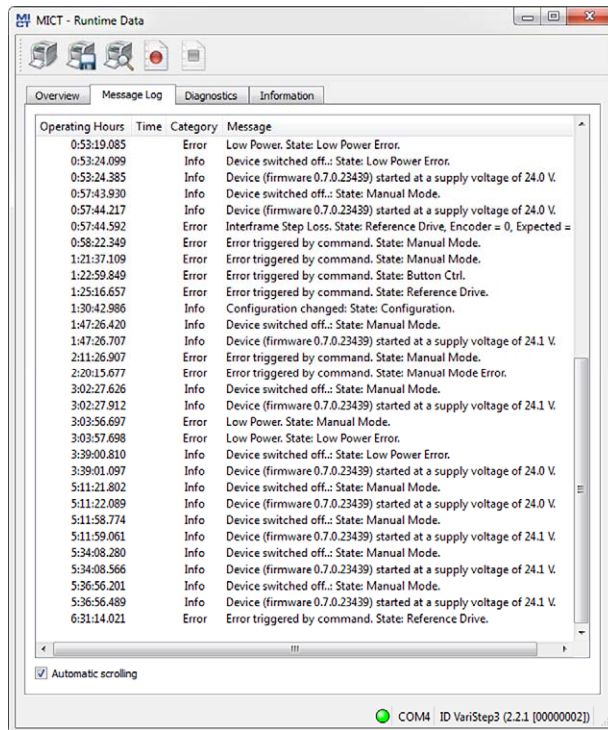 MICT MICT - Runtime Data
Overview Message Log Diagnostics Information
Operating Hours Time Category Message
0:53:19.085 Error Low Power. State: Low Power Error.
0:53:24.099 Info Device switched off..: State: Low Power Error.
0:53:24.385 Info Device (firmware 0.7.0.23439) started at a supply voltage of 24.0 V.
0:57:43.930 Info Device switched off..: State: Manual Mode.
0:57:44.217 Info Device (firmware 0.7.0.23439) started at a supply voltage of 24.0 V.
0:57:44.592 Error Interframe Step Loss. State: Reference Drive, Encoder = 0, Expected =
0:58:22.349 Error Error triggered by command. State: Manual Mode.
1:21:37.109 Error Error triggered by command. State: Manual Mode.
1:22:59.849 Error Error triggered by command. State: Button Ctrl.
1:25:16.657 Error Error triggered by command. State: Reference Drive.
1:30:42.986 Info Configuration changed: State: Configuration.
1:47:26.420 Info Device switched off..: State: Manual Mode.
1:47:26.707 Info Device (firmware 0.7.0.23439) started at a supply voltage of 24.1 V.
2:11:26.907 Error Error triggered by command. State: Manual Mode.
2:20:15.677 Error Error triggered by command. State: Manual Mode Error.
3:02:27.626 Info Device switched off..: State: Manual Mode.
3:02:27.912 Info Device (firmware 0.7.0.23439) started at a supply voltage of 24.1 V.
3:03:56.697 Error Low Power. State: Manual Mode.
3:03:57.698 Error Low Power. State: Low Power Error.
3:39:00.810 Info Device switched off..: State: Low Power Error.
3:39:01.097 Info Device (firmware 0.7.0.23439) started at a supply voltage of 24.0 V.
5:11:21.802 Info Device switched off..: State: Manual Mode.
5:11:22.089 Info Device (firmware 0.7.0.23439) started at a supply voltage of 24.0 V.
5:11:58.774 Info Device switched off..: State: Manual Mode.
5:11:59.061 Info Device (firmware 0.7.0.23439) started at a supply voltage of 24.1 V.
5:34:08.280 Info Device switched off..: State: Manual Mode.
5:34:08.566 Info Device (firmware 0.7.0.23439) started at a supply voltage of 24.1 V.
5:36:56.201 Info Device switched off..: State: Manual Mode.
5:36:56.489 Info Device (firmware 0.7.0.23439) started at a supply voltage of 24.1 V.
6:31:14.021 Error Error triggered by command. State: Reference Drive.
Automatic scrolling
COM4 ID VariStep3 (2.2.1 [00000002])